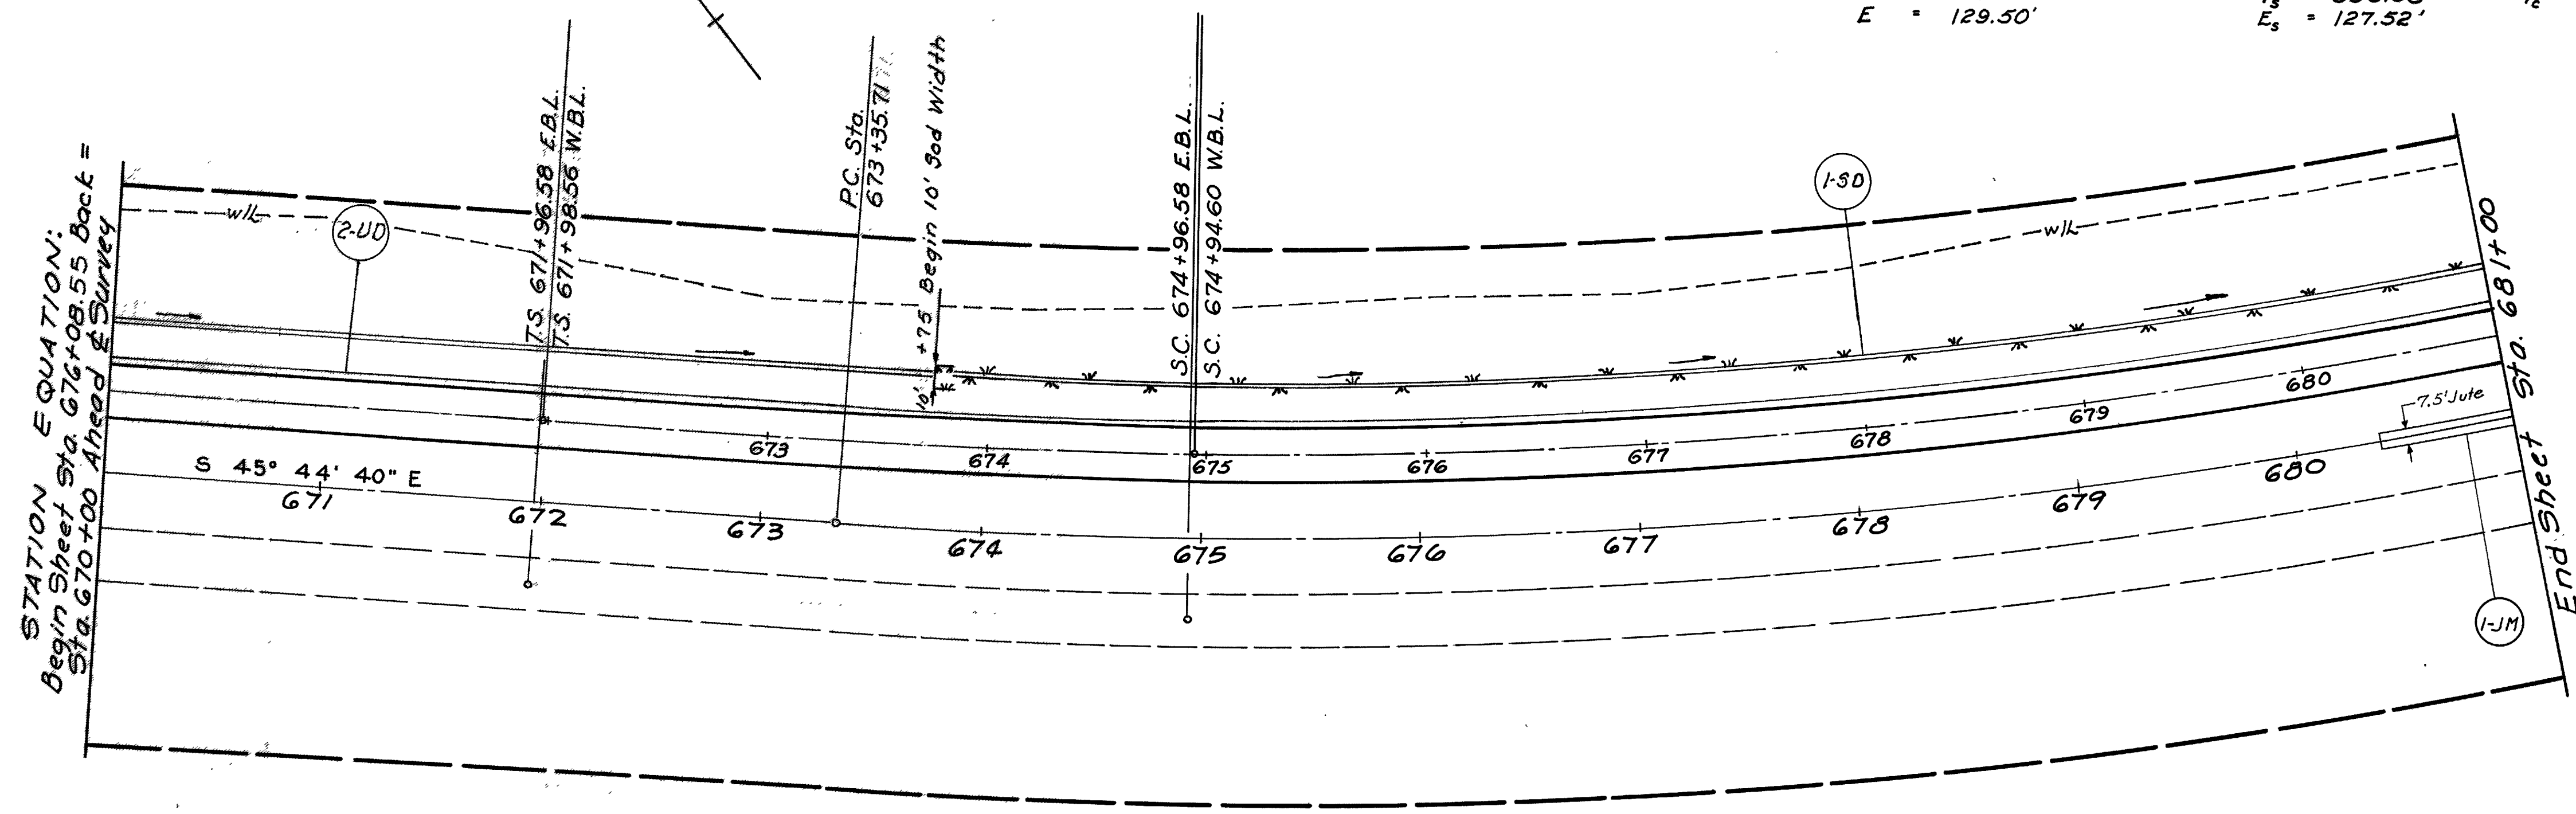 E = 129.50'
Es = 127.52'
STATION EQUATION:
Begin Sheet Sta. 676+08.55 Back =
Sta. 670+00 Ahead ℄ Survey
W/L
2-UD
T.S. 671+96.58 E.B.L.
T.S. 671+98.56 W.B.L.
P.C. Sta.
673+35.71
Begin 10' Sod Width
+75
10'
S.C. 674+96.58 E.B.L.
S.C. 674+94.60 W.B.L.
1-SD
W/L
End Sheet Sta. 681+00
673
674
675
676
677
678
679
680
7.5' Jute
S 45° 44' 40" E
671
672
673
674
675
676
677
678
679
680
1-JM